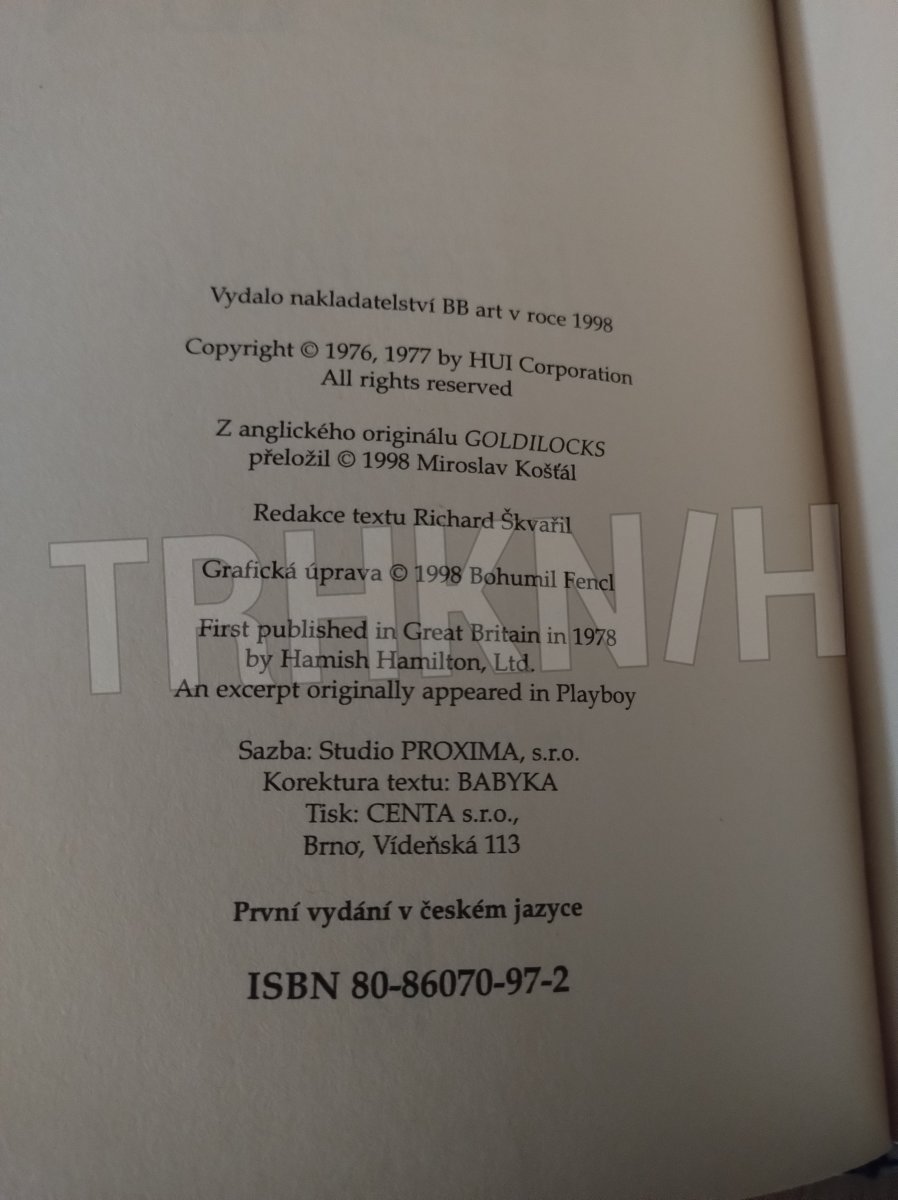 Vydalo nakladatelství BB art v roce 1998
Copyright © 1976, 1977 by HUI Corporation
All rights reserved
Z anglického originálu GOLDILOCKS
přeložil © 1998 Miroslav Košťál
Redakce textu Richard Škvařil
Grafická úprava © 1998 Bohumil Fencl
TRHKN/H
First published in Great Britain in 1978
by Hamish Hamilton, Ltd.
An excerpt originally appeared in Playboy
Sazba: Studio PROXIMA, s.r.o.
Korektura textu: BABYKA
Tisk: CENTA s.r.o.,
Brno, Vídeňská 113
První vydání v českém jazyce
ISBN 80-86070-97-2